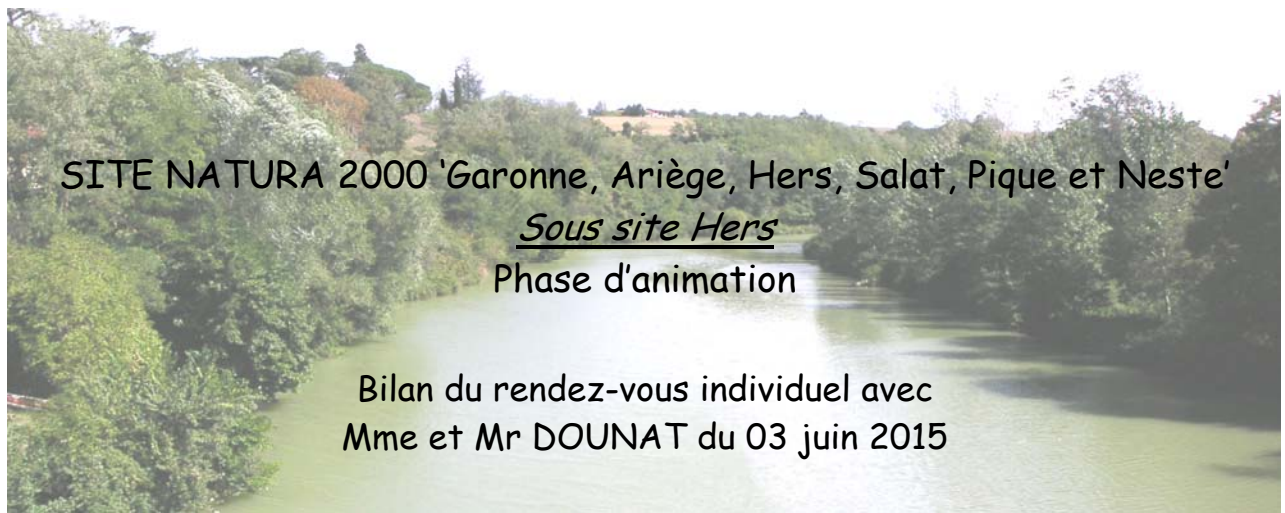 SITE NATURA 2000 ‘Garonne, Ariège, Hers, Salat, Pique et Neste’
Sous site Hers
Phase d’animation
Bilan du rendez-vous individuel avec
Mme et Mr DOUNAT du 03 juin 2015